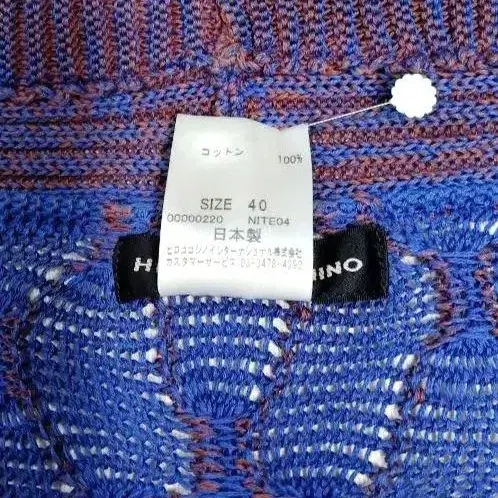 コットン 100%
SIZE 40
00000220 NITE04
日本製
ヒロココシノインターナショナル株式会社
カスタマーサービス 03-3478-4092
H INO